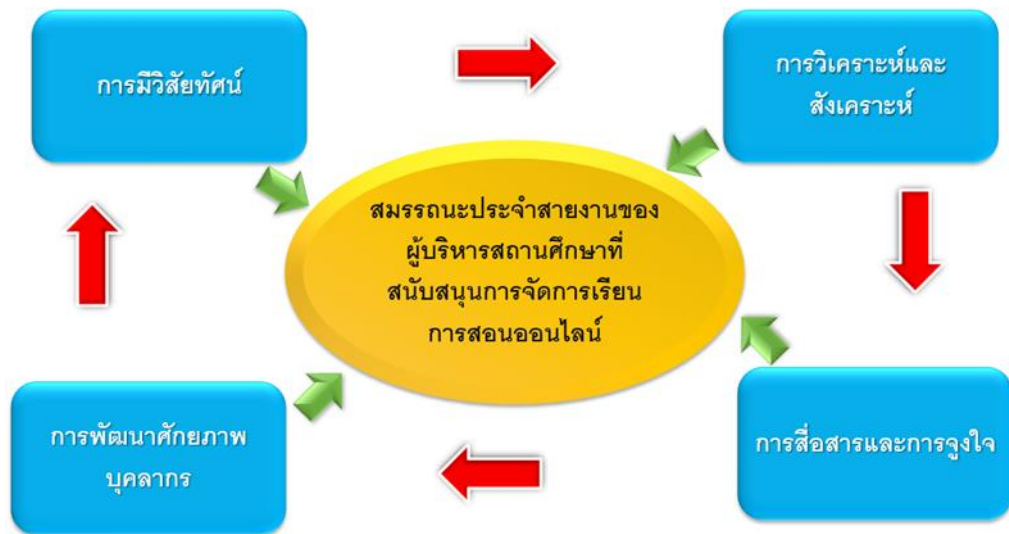 การมีวิสัยทัศน์
การวิเคราะห์และ
สังเคราะห์
สมรรถนะประจำสายงานของ
ผู้บริหารสถานศึกษาที่
สนับสนุนการจัดการเรียน
การสอนออนไลน์
การพัฒนาศักยภาพ
บุคลากร
การสื่อสารและการจูงใจ